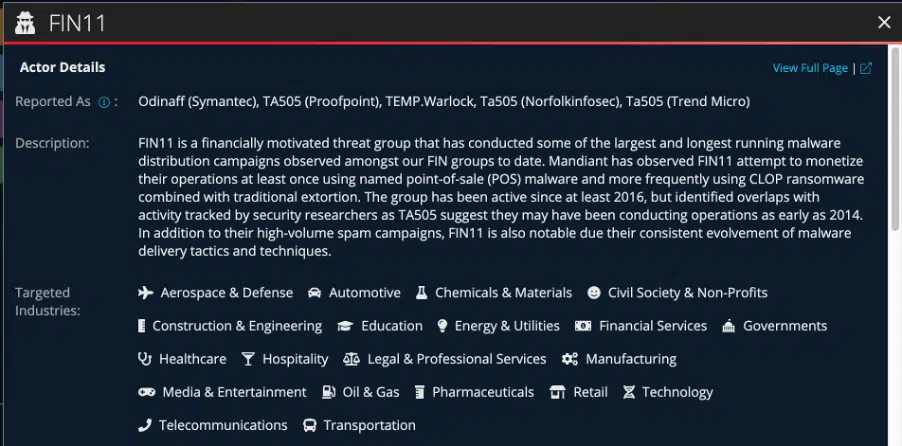 FIN11
Actor Details
View Full Page |
Reported As : Odinaff (Symantec), TA505 (Proofpoint), TEMP.Warlock, Ta505 (Norfolkinfosec), Ta505 (Trend Micro)
Description: FIN11 is a financially motivated threat group that has conducted some of the largest and longest running malware
distribution campaigns observed amongst our FIN groups to date. Mandiant has observed FIN11 attempt to monetize
their operations at least once using named point-of-sale (POS) malware and more frequently using CLOP ransomware
combined with traditional extortion. The group has been active since at least 2016, but identified overlaps with
activity tracked by security researchers as TA505 suggest they may have been conducting operations as early as 2014.
In addition to their high-volume spam campaigns, FIN11 is also notable due their consistent evolvement of malware
delivery tactics and techniques.
Targeted Industries: Aerospace & Defense Automotive Chemicals & Materials Civil Society & Non-Profits
Construction & Engineering Education Energy & Utilities Financial Services Governments
Healthcare Hospitality Legal & Professional Services Manufacturing
Media & Entertainment Oil & Gas Pharmaceuticals Retail Technology
Telecommunications Transportation